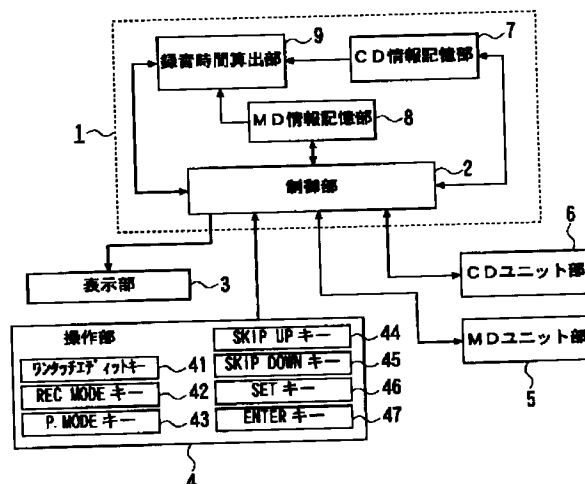 9
7
録音時間算出部
CD情報記憶部
MD情報記憶部
8
1
2
制御部
6
表示部
3
CDユニット部
操作部
SKIP UP キー
44
MDユニット部
ワンタッチエディットキー
41
SKIP DOWN キー
45
5
REC MODE キー
42
SET キー
46
P. MODE キー
43
ENTER キー
47
4